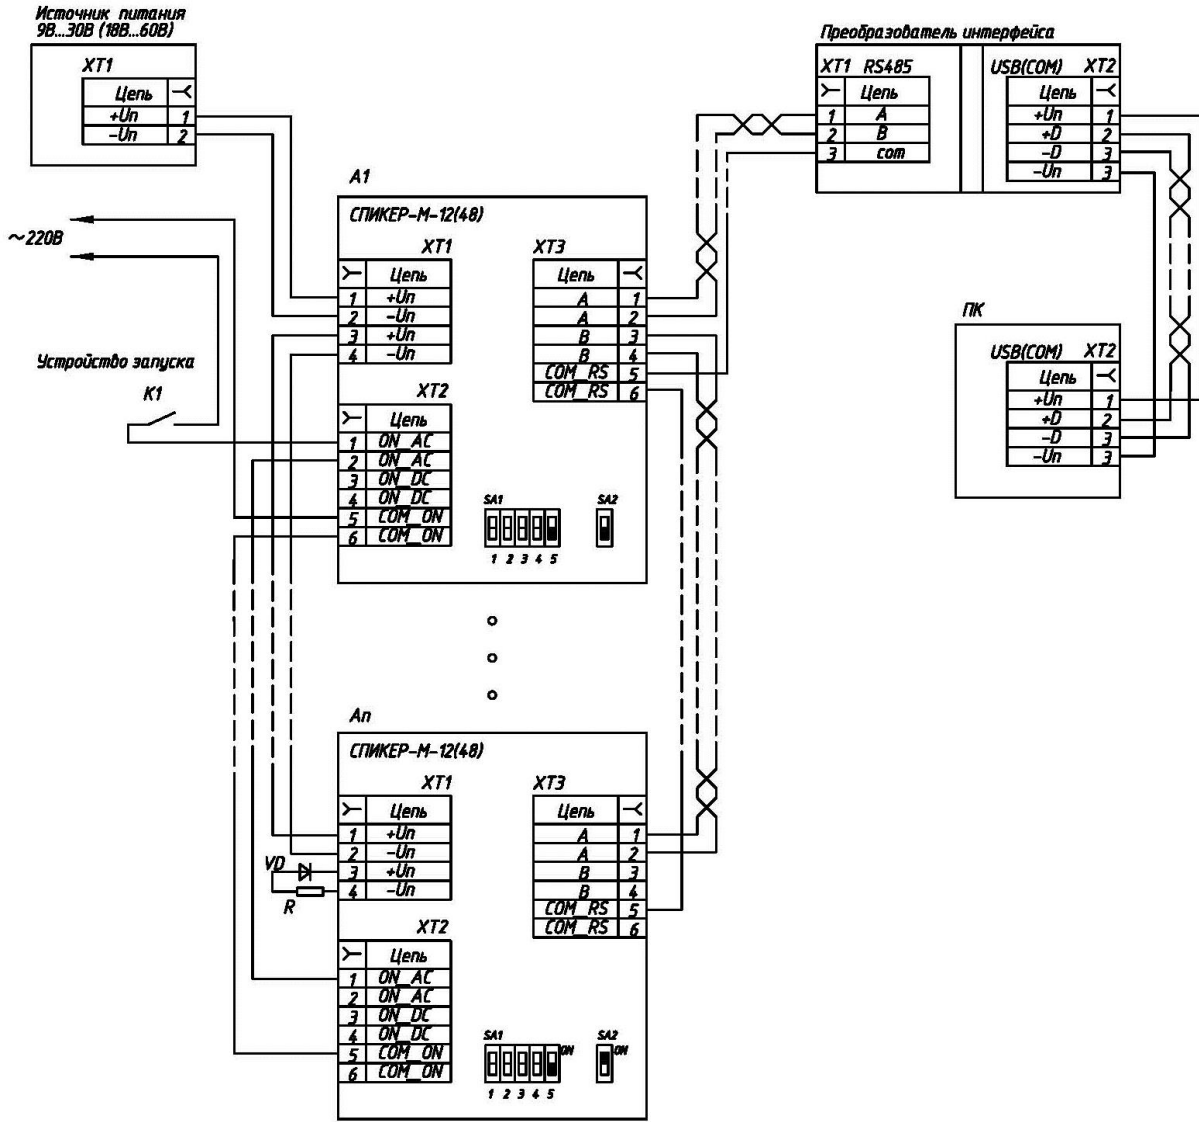 Источник питания
9В...30В (18В...60В)
XT1
Цепь
+Uп 1
-Uп 2
~220В
Устройство запуска
К1
А1
СПИКЕР-М-12(48)
XT1
Цепь
1 +Uп
2 -Uп
3 +Uп
4 -Uп
XT2
Цепь
1 ON_AC
2 ON_AC
3 ON_DC
4 ON_DC
5 COM_ON
6 COM_ON
XT3
Цепь
A 1
A 2
B 3
B 4
COM_RS 5
COM_RS 6
SA1
1 2 3 4 5
SA2
Преобразователь интерфейса
XT1 RS485
Цепь
1 A
2 B
3 com
USB(COM) XT2
Цепь
+Uп 1
+D 2
-D 3
-Uп 3
ПК
USB(COM) XT2
Цепь
+Uп 1
+D 2
-D 3
-Uп 3
Ап
СПИКЕР-М-12(48)
XT1
Цепь
1 +Uп
2 -Uп
3 +Uп
4 -Uп
VD
R
XT2
Цепь
1 ON_AC
2 ON_AC
3 ON_DC
4 ON_DC
5 COM_ON
6 COM_ON
XT3
Цепь
A 1
A 2
B 3
B 4
COM_RS 5
COM_RS 6
SA1
ON
1 2 3 4 5
SA2
ON